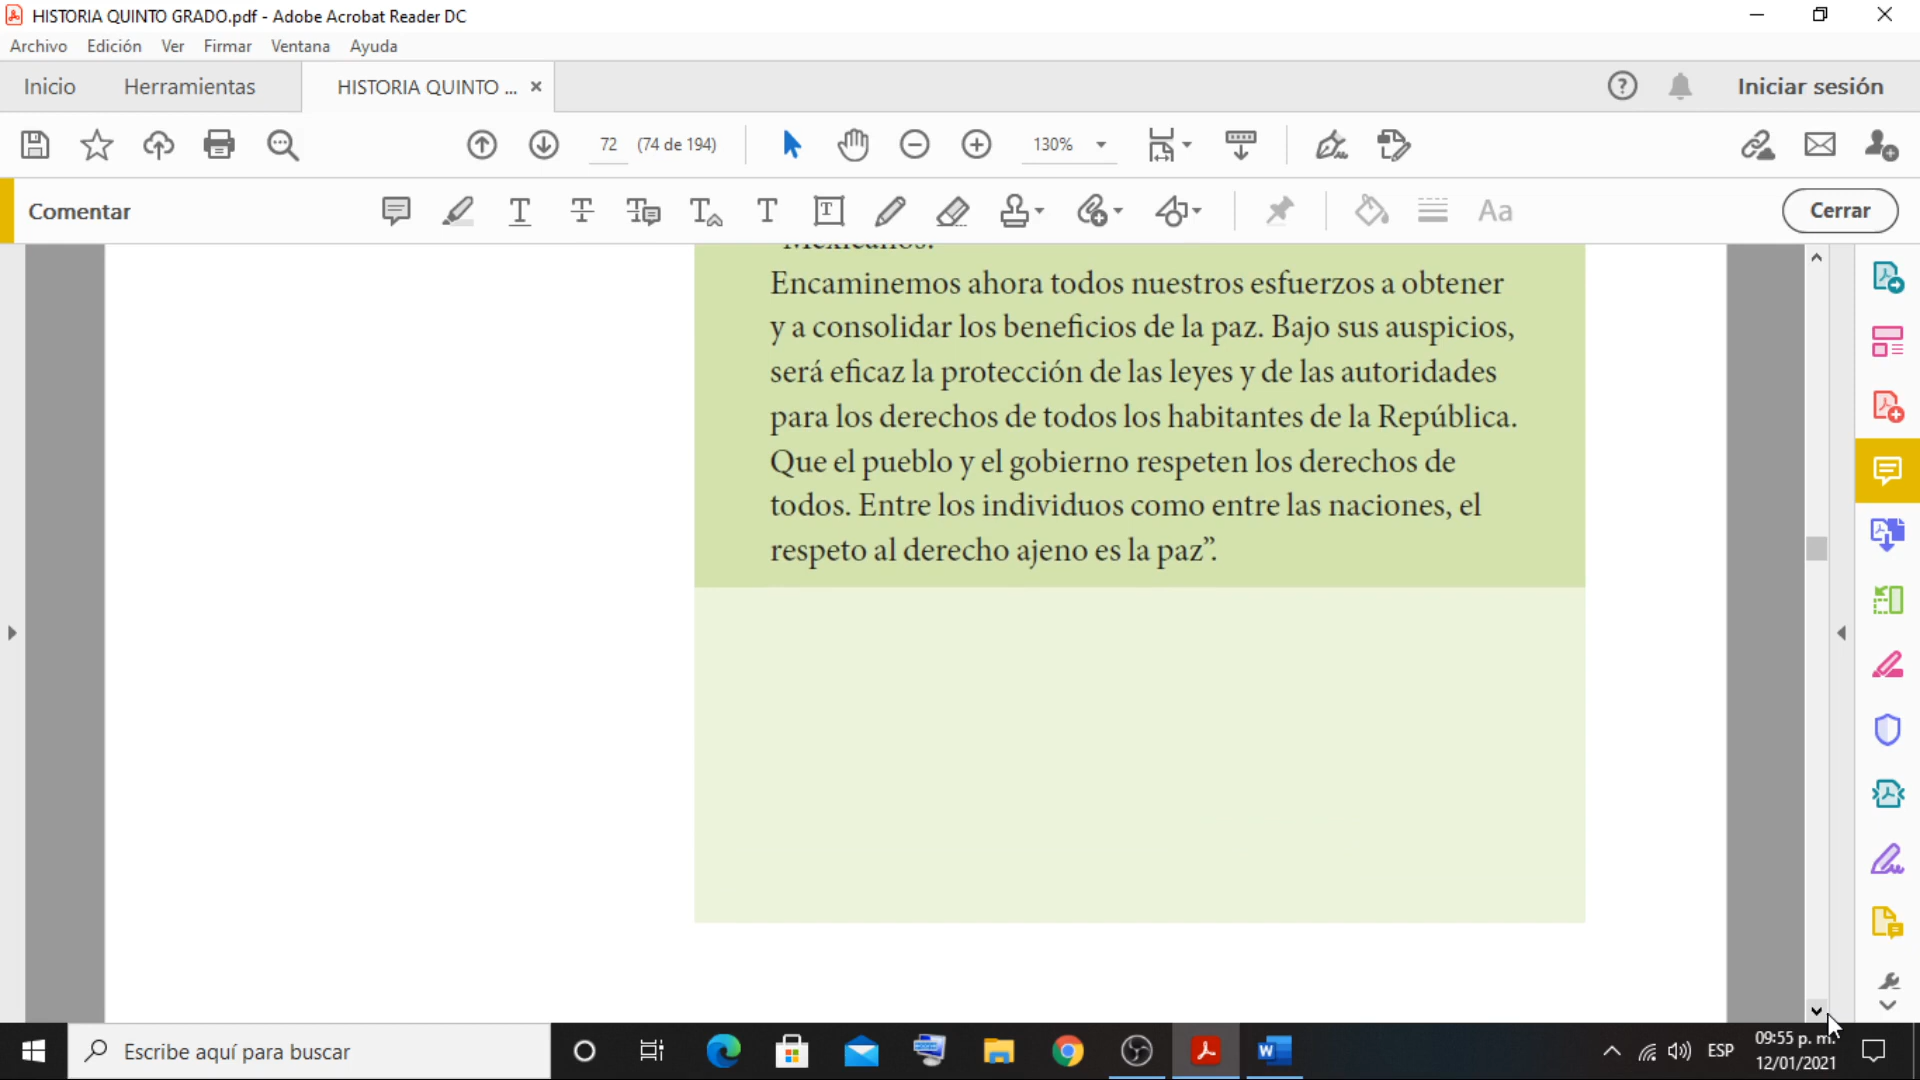 HISTORIA QUINTO GRADO.pdf - Adobe Acrobat Reader DC
Archivo Edición Ver Firmar Ventana Ayuda
Inicio Herramientas HISTORIA QUINTO ... Iniciar sesión
72 (74 de 194) 130%
Comentar Aa Cerrar
"Mexicanos:
Encaminemos ahora todos nuestros esfuerzos a obtener
y a consolidar los beneficios de la paz. Bajo sus auspicios,
será eficaz la protección de las leyes y de las autoridades
para los derechos de todos los habitantes de la República.
Que el pueblo y el gobierno respeten los derechos de
todos. Entre los individuos como entre las naciones, el
respeto al derecho ajeno es la paz”.
Escribe aquí para buscar
ESP
09:55 p. m.
12/01/2021